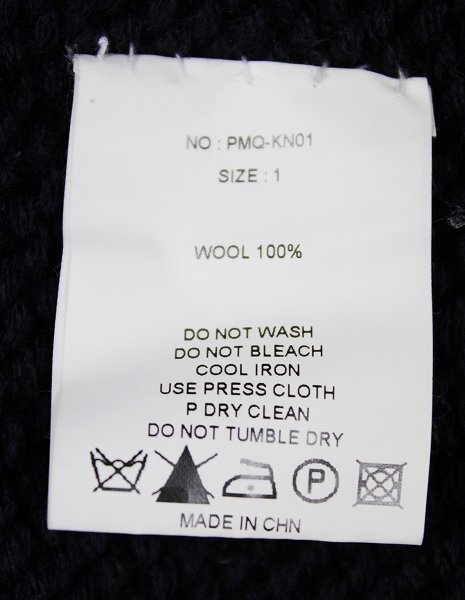 NO : PMQ-KN01
SIZE : 1
WOOL 100%
DO NOT WASH
DO NOT BLEACH
COOL IRON
USE PRESS CLOTH
P DRY CLEAN
DO NOT TUMBLE DRY
P
MADE IN CHN